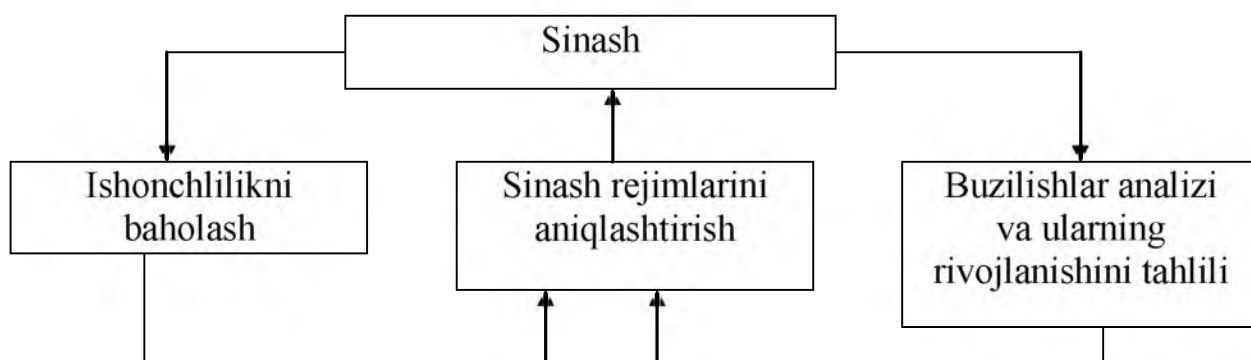 Sinash
Ishonchlilikni
baholash
Sinash rejimlarini
aniqlashtirish
Buzilishlar analizi
va ularning
rivojlanishini tahlili